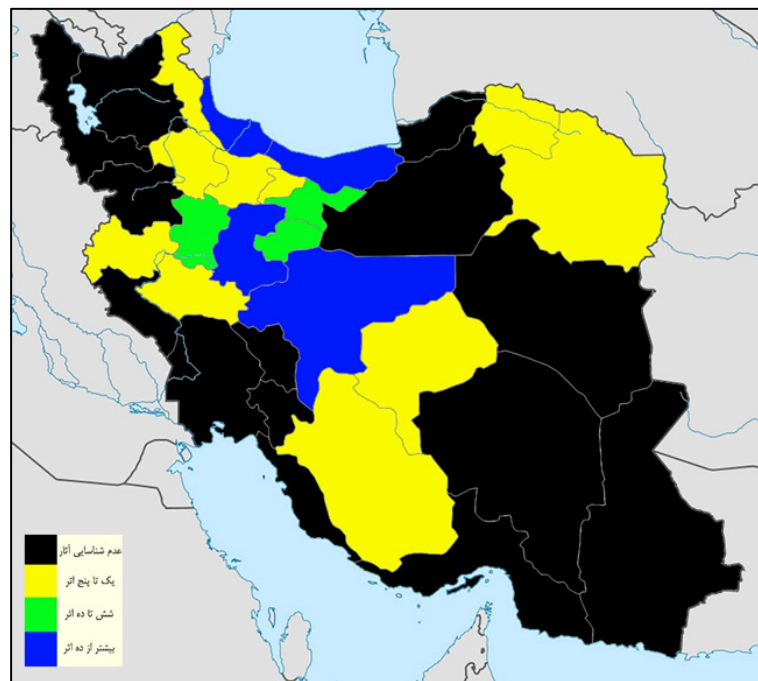 عدم شناسایی آثار
یک تا پنج اثر
شش تا ده اثر
بیشتر از ده اثر